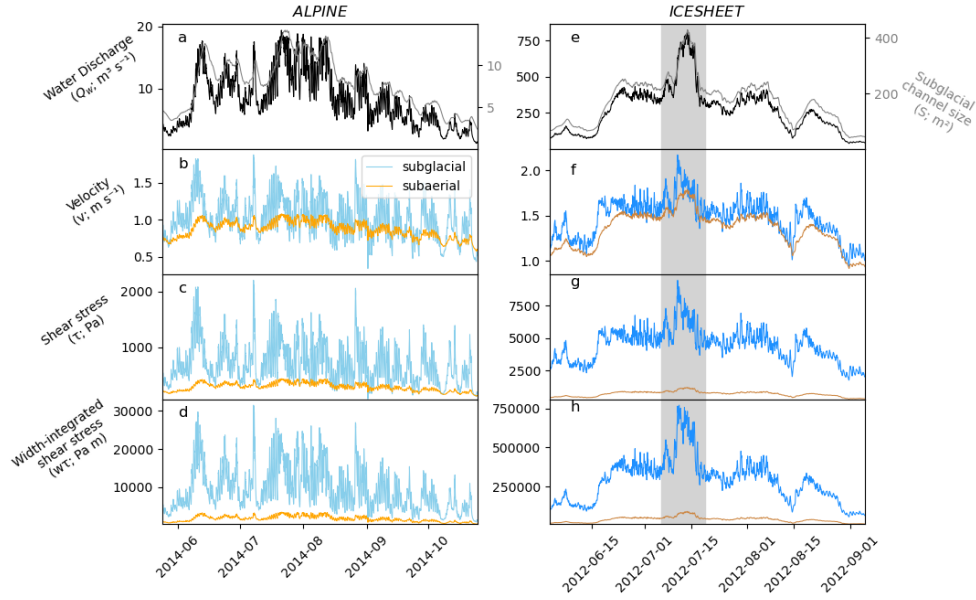 ALPINE
ICESHEET
Water Discharge
(Qw; m³ s⁻¹)
20
10
a
10
5
750
500
250
e
400
200
Subglacial
channel size
(S; m²)
Velocity
(v; m s⁻¹)
1.5
1.0
0.5
b
subglacial
subaerial
2.0
1.5
1.0
f
Shear stress
(τ; Pa)
2000
1000
c
7500
5000
2500
g
Width-integrated
shear stress
(wτ; Pa m)
30000
20000
10000
d
750000
500000
250000
h
2014-06
2014-07
2014-08
2014-09
2014-10
2012-06-15
2012-07-01
2012-07-15
2012-08-01
2012-08-15
2012-09-01